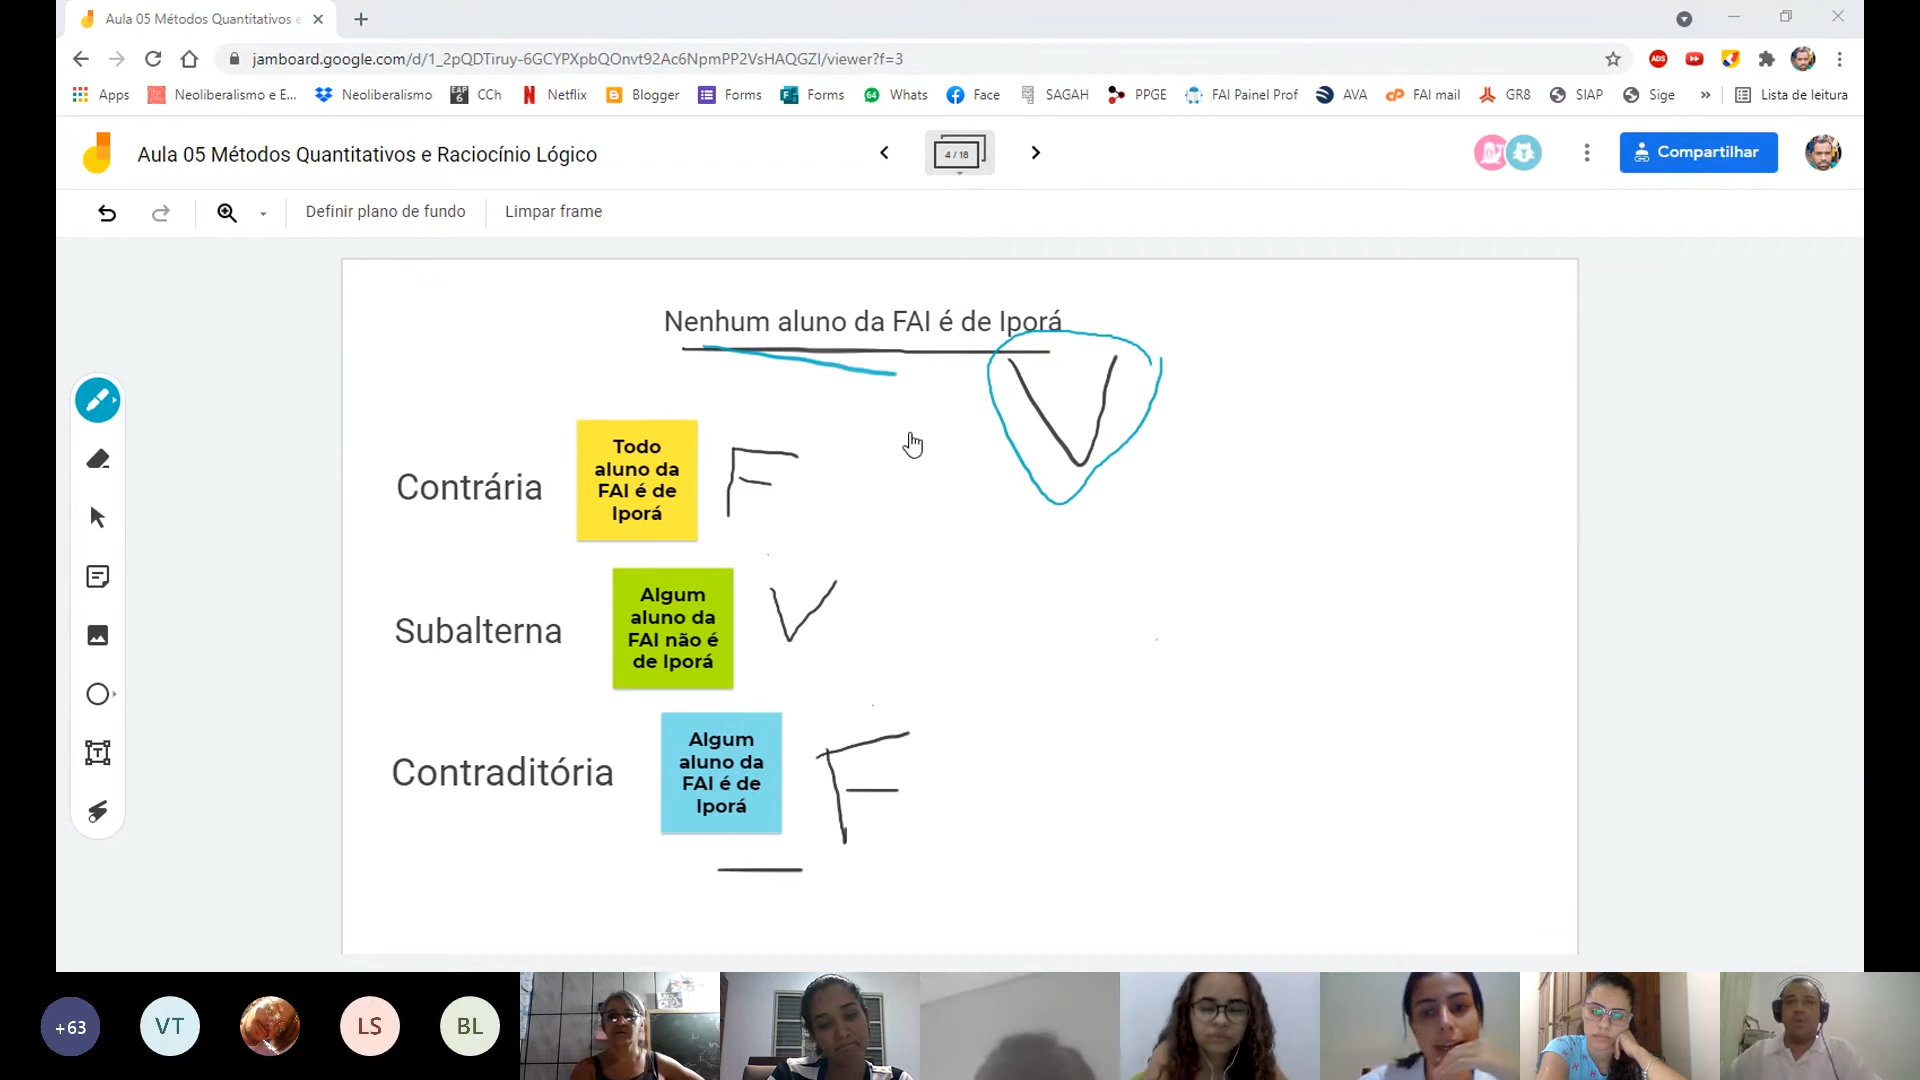 Aula 05 Métodos Quantitativos e
jamboard.google.com/d/1_2pQDTiruy-6GCYPXpbQOnvt92Ac6NpmPP2VsHAQGZI/viewer?f=3
Apps Neoliberalismo e E... Neoliberalismo EAP 6 CCh Netflix Blogger Forms Forms 64 Whats Face SAGAH PPGE FAI Painel Prof AVA FAI mail GR8 SIAP Sige » Lista de leitura
ADS
Aula 05 Métodos Quantitativos e Raciocínio Lógico
4 / 18
Compartilhar
Definir plano de fundo
Limpar frame
Nenhum aluno da FAI é de Iporá
V
Contrária
Todo
aluno da
FAI é de
Iporá
F
Subalterna
Algum
aluno da
FAI não é
de Iporá
V
Contraditória
Algum
aluno da
FAI é de
Iporá
F
+63
VT
LS
BL